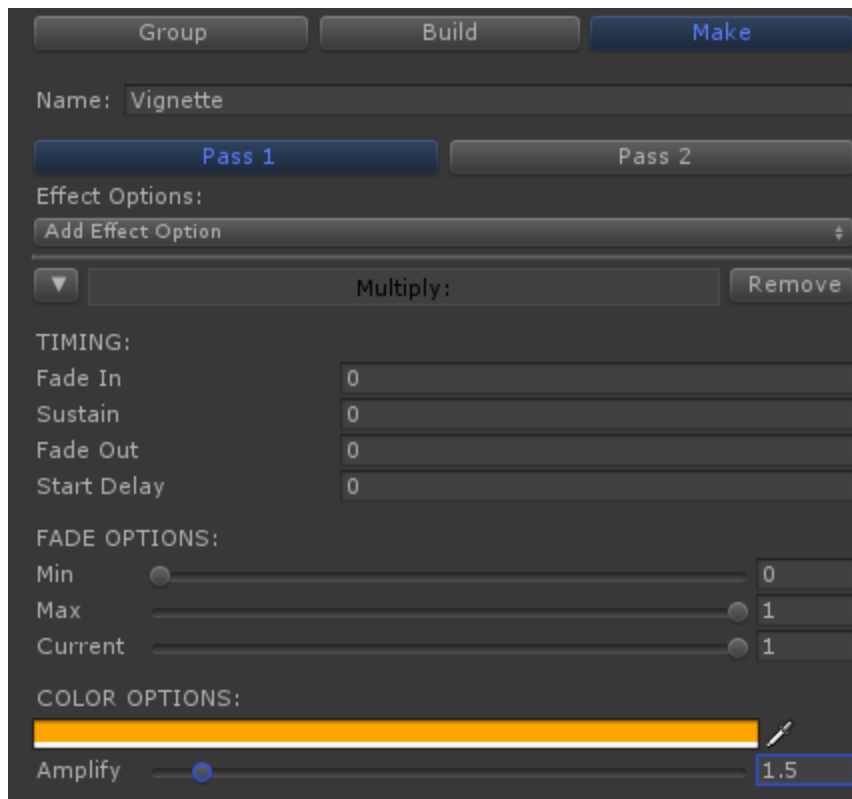 Group Build Make
Name: Vignette
Pass 1 Pass 2
Effect Options:
Add Effect Option
Multiply: Remove
TIMING:
Fade In 0
Sustain 0
Fade Out 0
Start Delay 0
FADE OPTIONS:
Min 0
Max 1
Current 1
COLOR OPTIONS:
Amplify 1.5